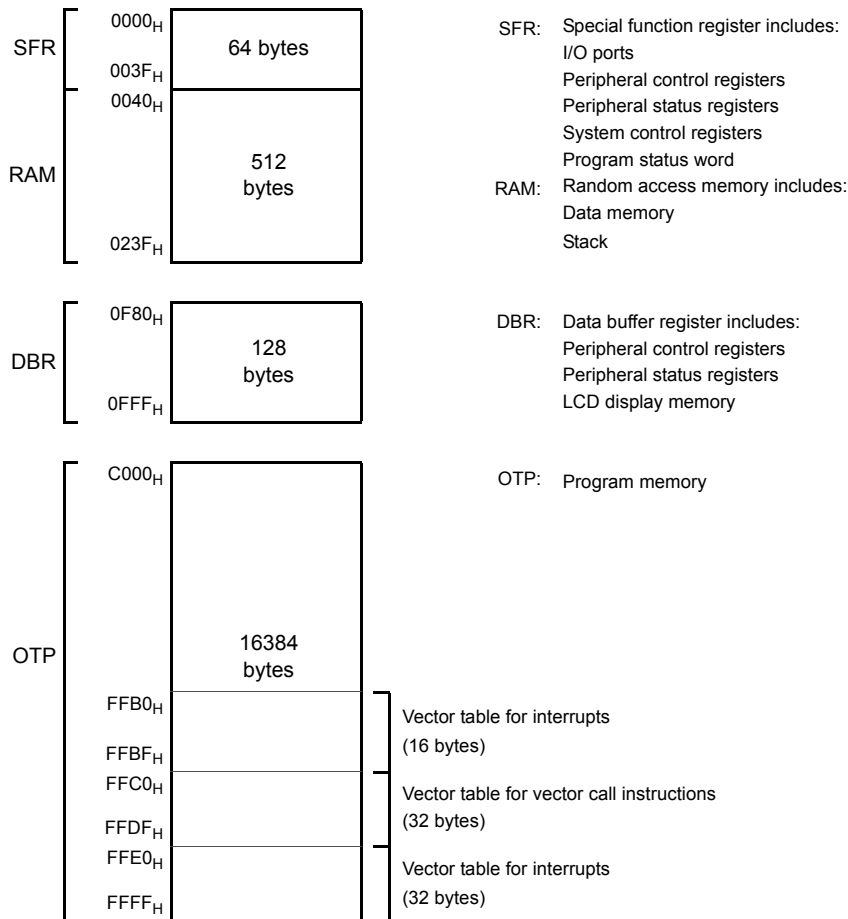 0000H
SFR
64 bytes
003FH
0040H
RAM
512
bytes
023FH
SFR: Special function register includes:
I/O ports
Peripheral control registers
Peripheral status registers
System control registers
Program status word
RAM: Random access memory includes:
Data memory
Stack
0F80H
DBR
128
bytes
0FFFH
DBR: Data buffer register includes:
Peripheral control registers
Peripheral status registers
LCD display memory
C000H
OTP: Program memory
OTP
16384
bytes
FFB0H
Vector table for interrupts
(16 bytes)
FFBFH
FFC0H
Vector table for vector call instructions
(32 bytes)
FFDFH
FFE0H
Vector table for interrupts
(32 bytes)
FFFFH